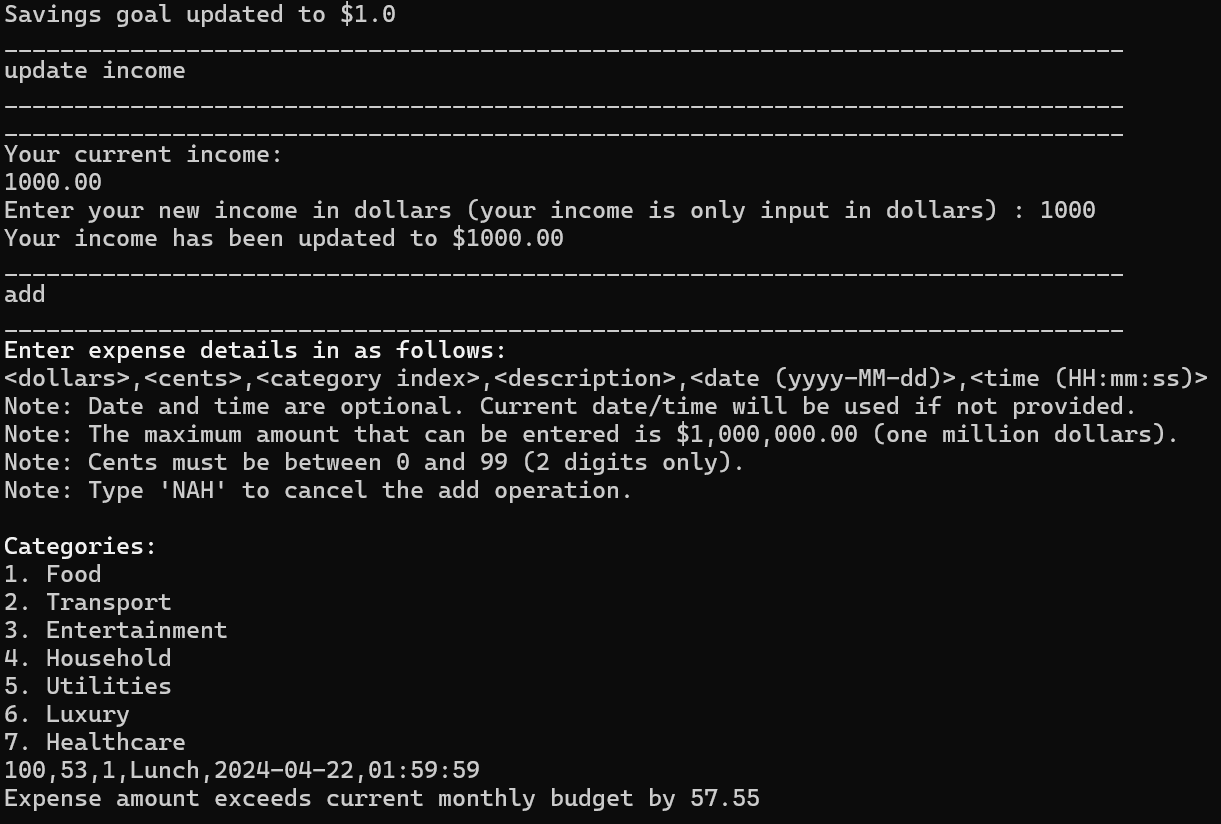 Savings goal updated to $1.0
________________________________________________________________________________
update income
________________________________________________________________________________
________________________________________________________________________________
Your current income:
1000.00
Enter your new income in dollars (your income is only input in dollars) : 1000
Your income has been updated to $1000.00
________________________________________________________________________________
add
________________________________________________________________________________
Enter expense details in as follows:
<dollars>,<cents>,<category index>,<description>,<date (yyyy-MM-dd)>,<time (HH:mm:ss)>
Note: Date and time are optional. Current date/time will be used if not provided.
Note: The maximum amount that can be entered is $1,000,000.00 (one million dollars).
Note: Cents must be between 0 and 99 (2 digits only).
Note: Type 'NAH' to cancel the add operation.
Categories:
1. Food
2. Transport
3. Entertainment
4. Household
5. Utilities
6. Luxury
7. Healthcare
100,53,1,Lunch,2024-04-22,01:59:59
Expense amount exceeds current monthly budget by 57.55